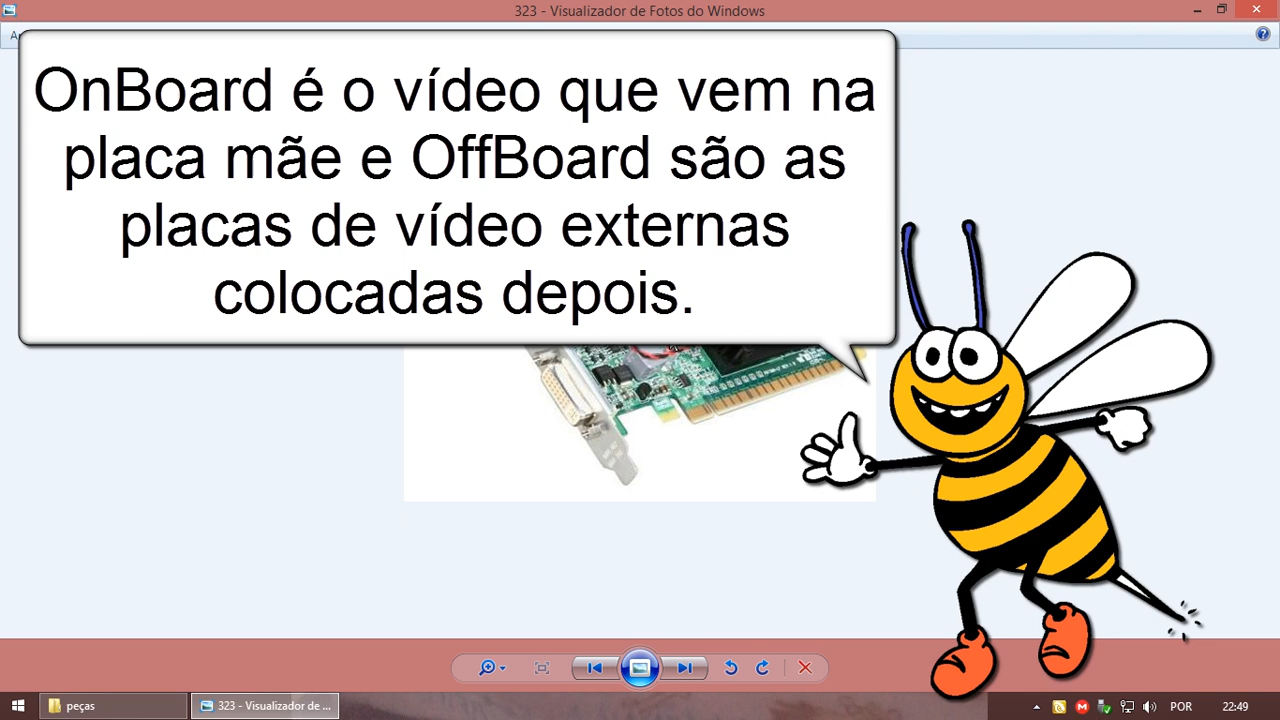 323 - Visualizador de Fotos do Windows
OnBoard é o vídeo que vem na
placa mãe e OffBoard são as
placas de vídeo externas
colocadas depois.
peças
323 - Visualizador de ...
POR
22:49